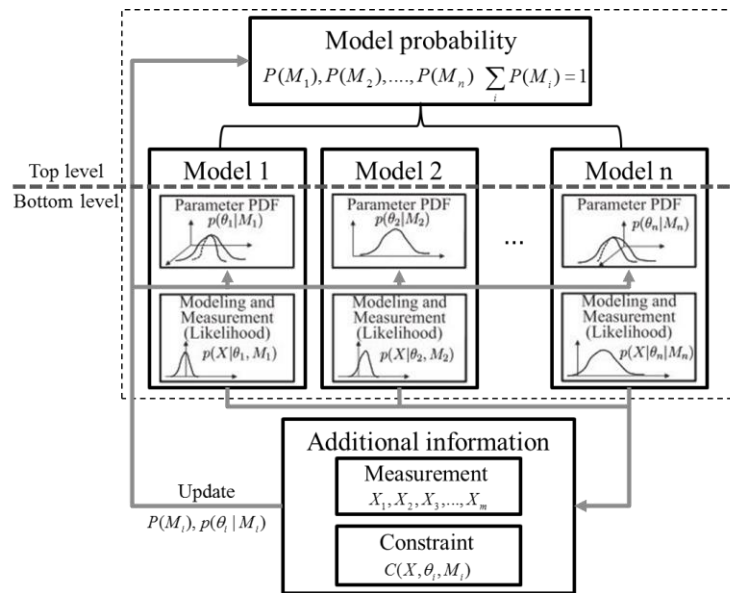 Model probability
P(M₁), P(M₂),...., P(Mₙ) ∑ᵢ P(Mᵢ) = 1
Top level
Bottom level
Model 1
Parameter PDF
p(θ₁|M₁)
Modeling and
Measurement
(Likelihood)
p(X|θ₁, M₁)
Model 2
Parameter PDF
p(θ₂|M₂)
Modeling and
Measurement
(Likelihood)
p(X|θ₂, M₂)
...
Model n
Parameter PDF
p(θₙ|Mₙ)
Modeling and
Measurement
(Likelihood)
p(X|θₙ|Mₙ)
Additional information
Measurement
X₁, X₂, X₃,..., Xₘ
Constraint
C(X, θᵢ, Mᵢ)
Update
P(Mᵢ), p(θᵢ | Mᵢ)